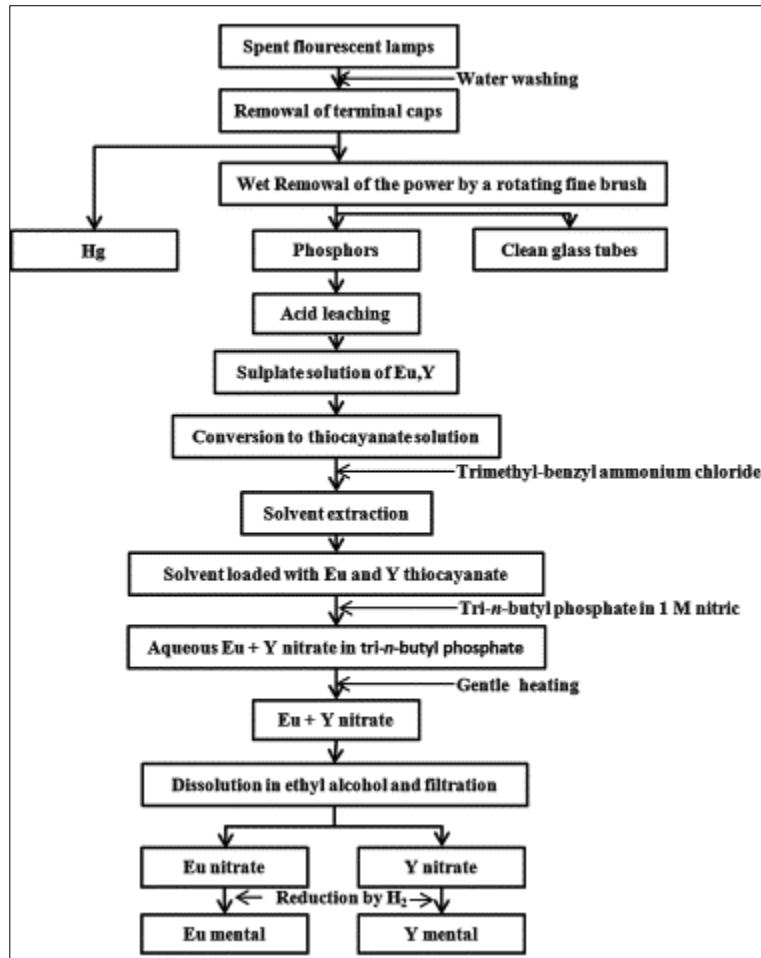 Spent flourescent lamps
Water washing
Removal of terminal caps
Wet Removal of the power by a rotating fine brush
Hg
Phosphors
Clean glass tubes
Acid leaching
Sulplate solution of Eu,Y
Conversion to thiocayanate solution
Trimethyl-benzyl ammonium chloride
Solvent extraction
Solvent loaded with Eu and Y thiocayanate
Tri-n-butyl phosphate in 1 M nitric
Aqueous Eu + Y nitrate in tri-n-butyl phosphate
Gentle heating
Eu + Y nitrate
Dissolution in ethyl alcohol and filtration
Eu nitrate
Y nitrate
Reduction by H₂
Eu mental
Y mental